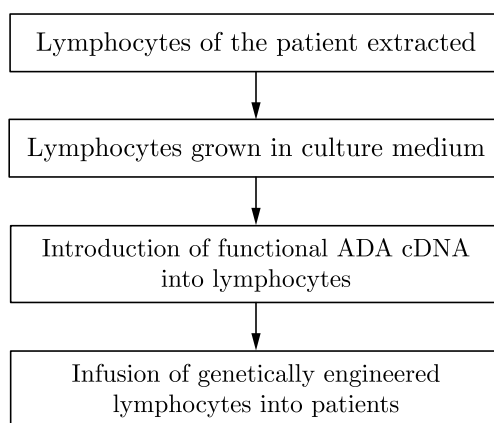 Lymphocytes of the patient extracted
Lymphocytes grown in culture medium
Introduction of functional ADA cDNA
into lymphocytes
Infusion of genetically engineered
lymphocytes into patients